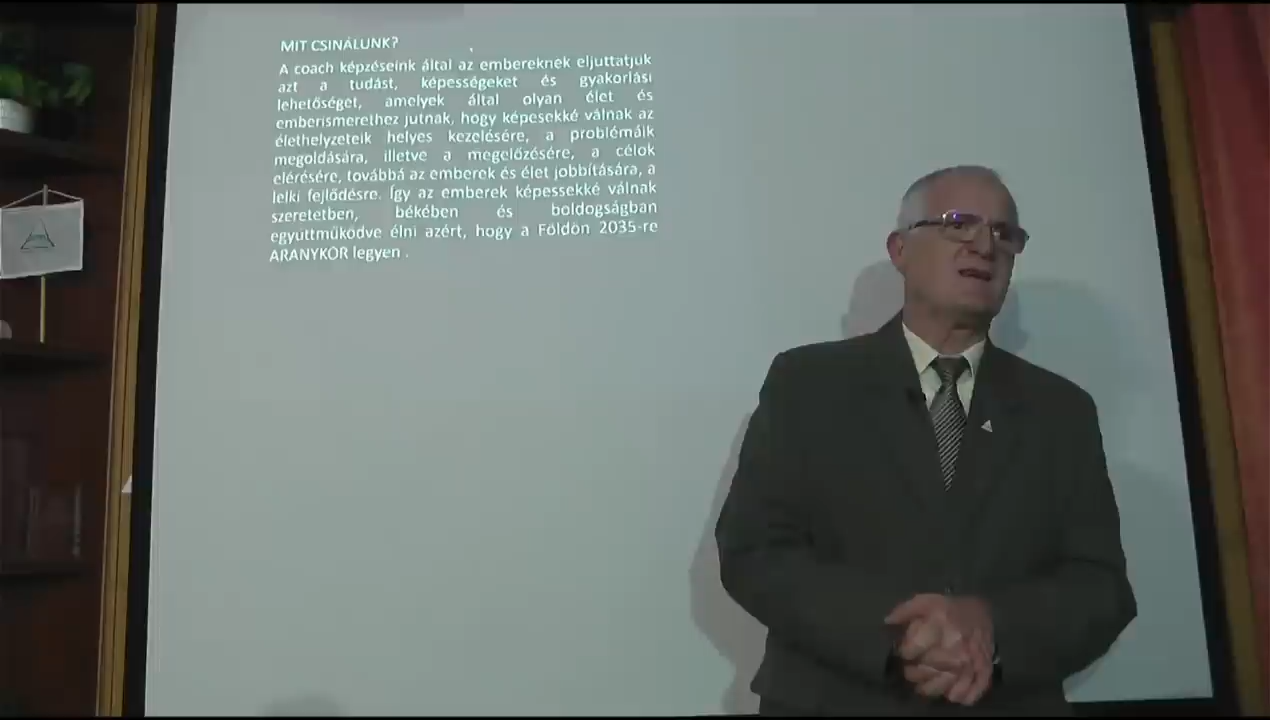 MIT CSINÁLUNK?
A coach képzéseink által az embereknek eljuttatjuk
azt a tudást, képességeket és gyakorlási
lehetőséget, amelyek által olyan élet és
emberismerethez jutnak, hogy képesekké válnak az
élethelyzeteik helyes kezelésére, a problémáik
megoldására, illetve a megelőzésére, a célok
elérésére, továbbá az emberek és élet jobbítására, a
lelki fejlődésre. Így az emberek képessekké válnak
szeretetben, békében és boldogságban
együttműködve élni azért, hogy a Földön 2035-re
ARANYKOR legyen .